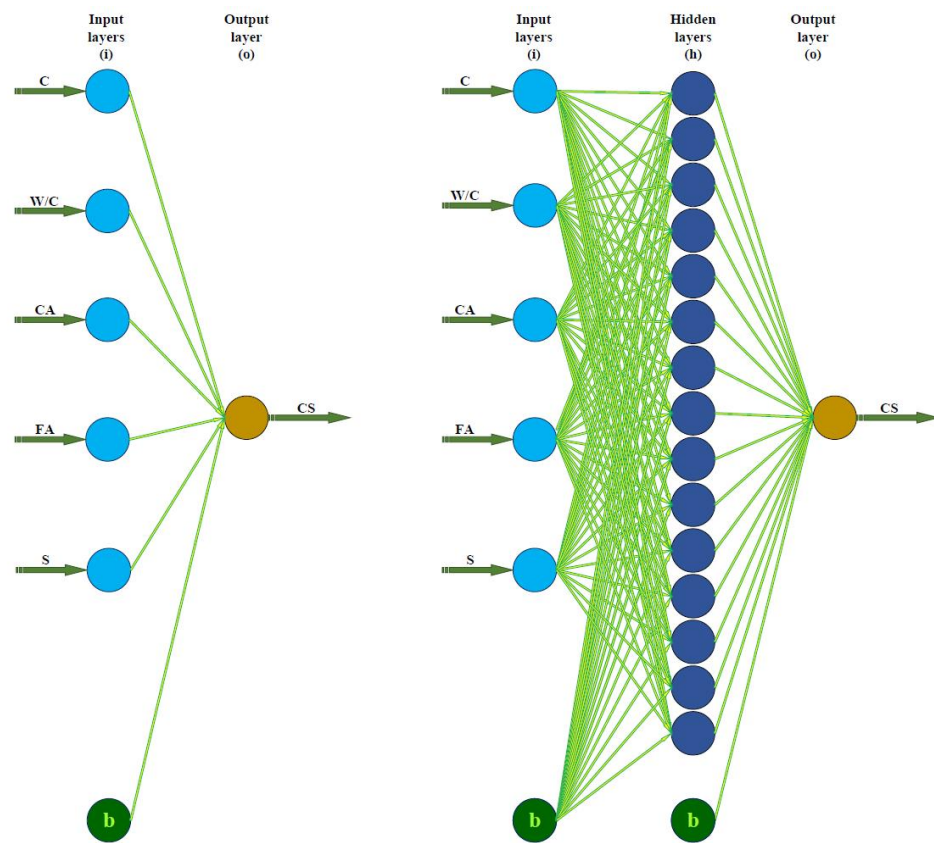 Input
layers
(i)
Output
layer
(o)
C
W/C
CA
FA
S
CS
b
Input
layers
(i)
Hidden
layers
(h)
Output
layer
(o)
C
W/C
CA
FA
S
CS
b
b